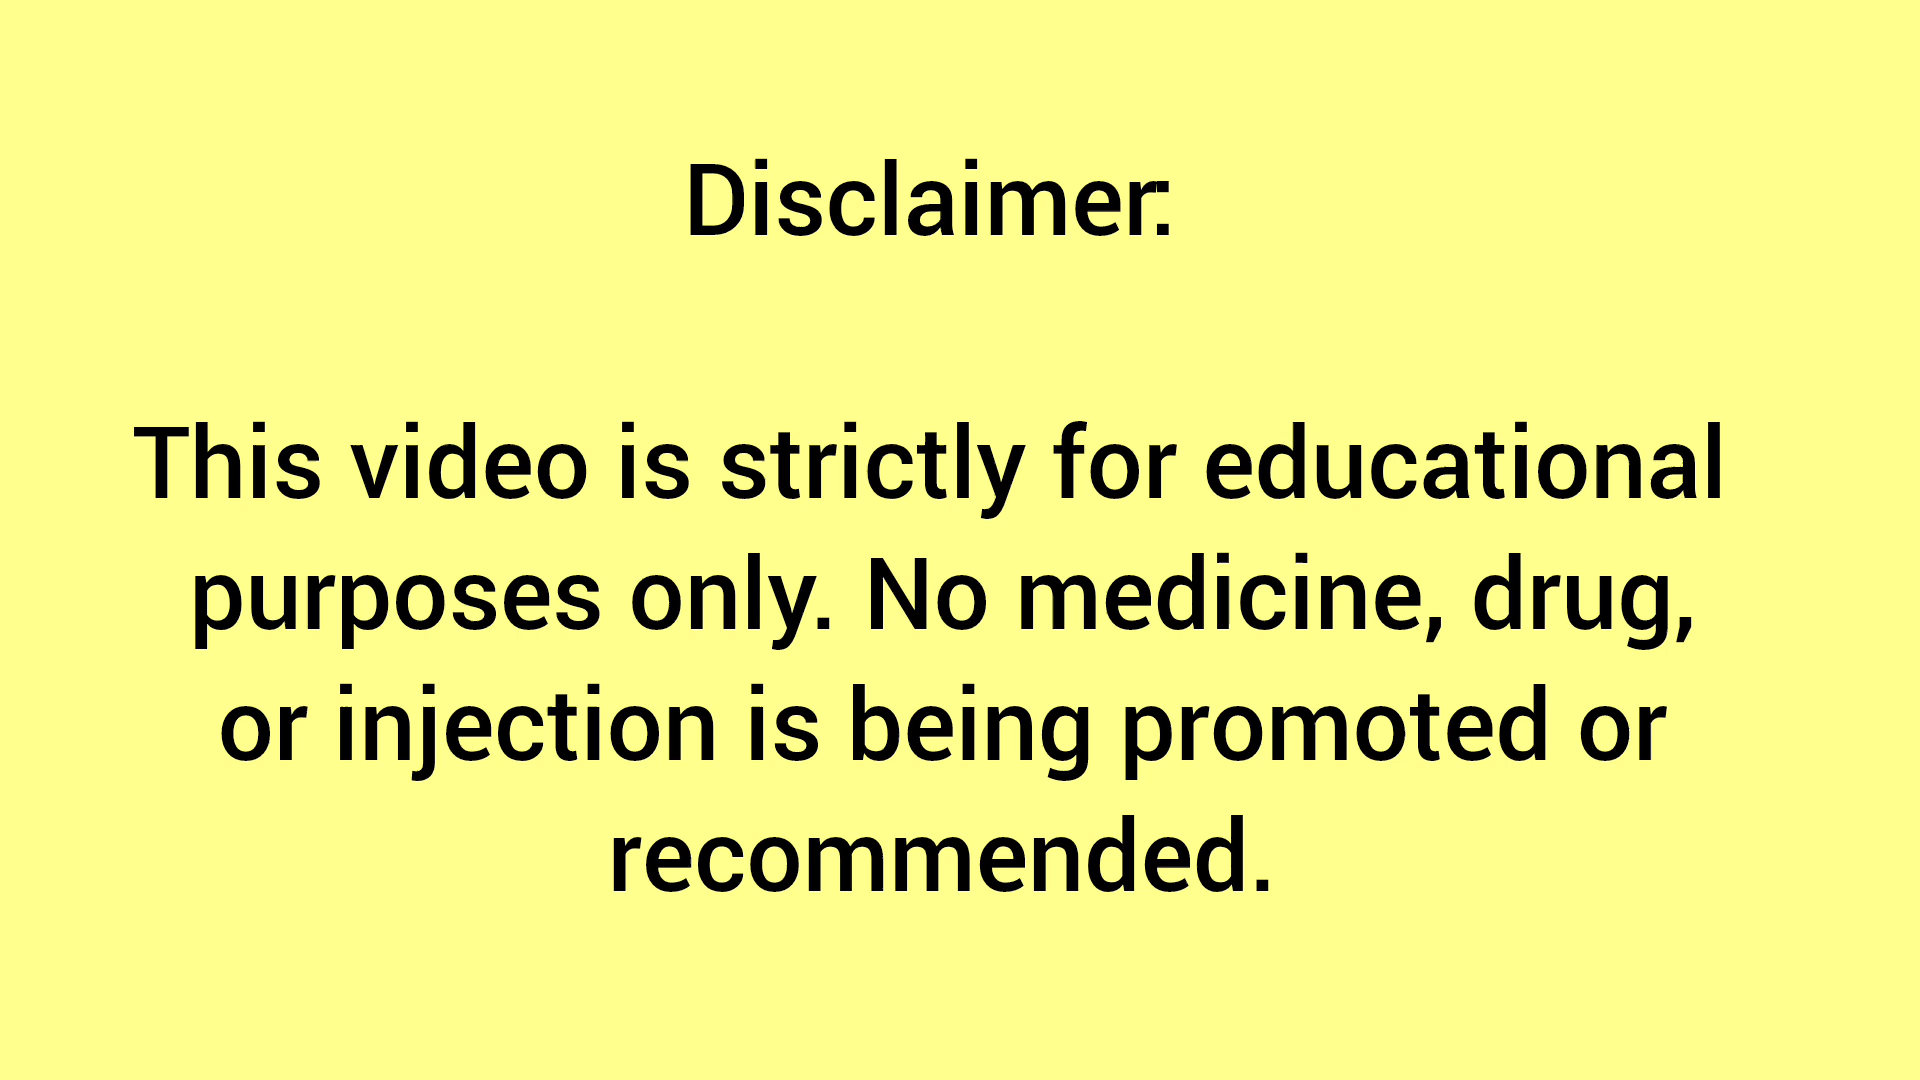 Disclaimer:
This video is strictly for educational
purposes only. No medicine, drug,
or injection is being promoted or
recommended.